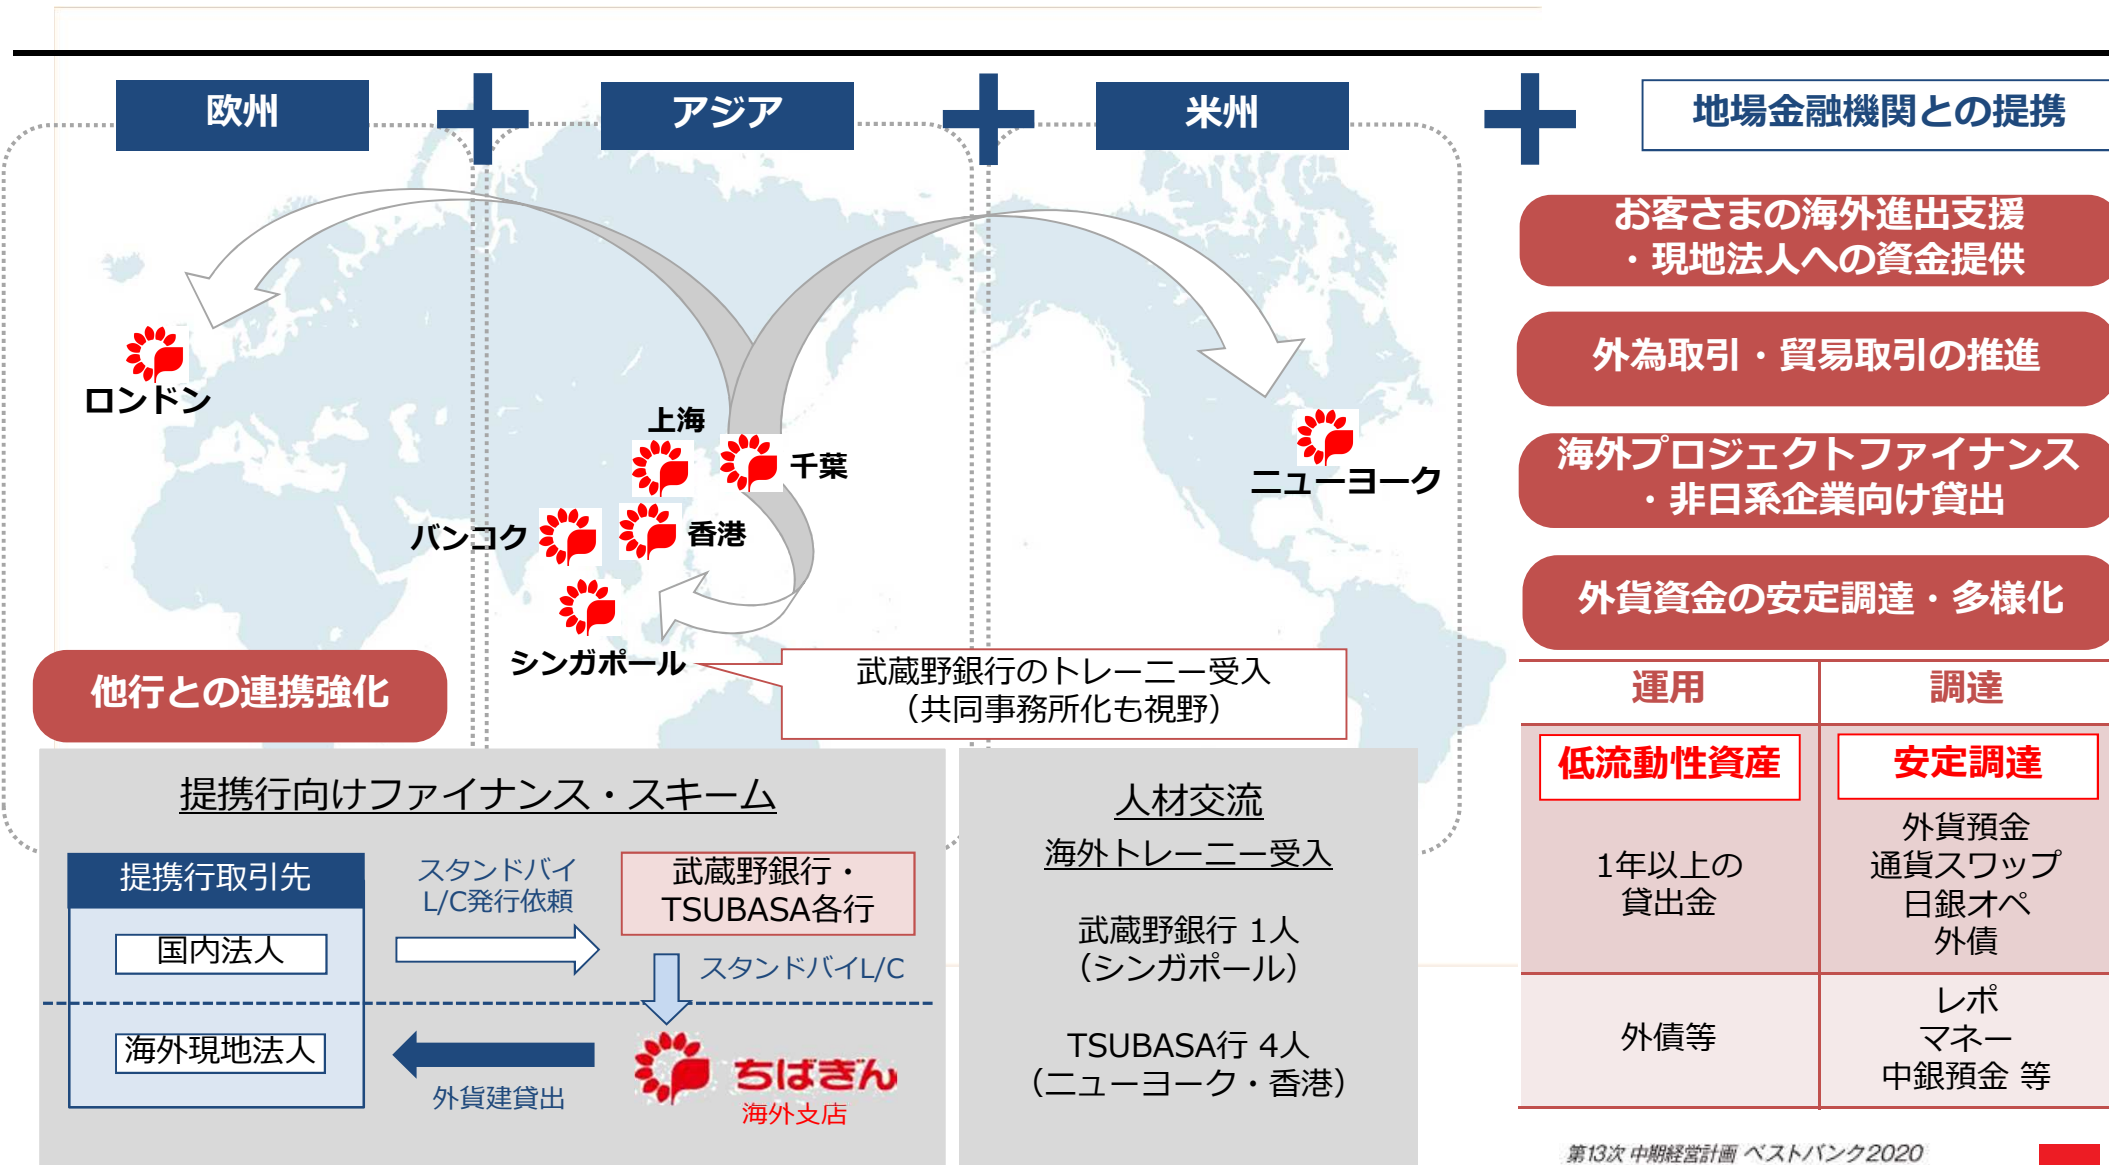 欧州
アジア
米州
地場金融機関との提携
お客さまの海外進出支援
・現地法人への資金提供
外為取引・貿易取引の推進
海外プロジェクトファイナンス
・非日系企業向け貸出
外貨資金の安定調達・多様化
ロンドン
上海
千葉
ニューヨーク
バンコク
香港
シンガポール
武蔵野銀行のトレーニー受入
（共同事務所化も視野）
他行との連携強化
提携行向けファイナンス・スキーム
提携行取引先
国内法人
海外現地法人
スタンドバイ
L/C発行依頼
武蔵野銀行・
TSUBASA各行
スタンドバイL/C
外貨建貸出
ちばぎん
海外支店
人材交流
海外トレーニー受入
武蔵野銀行 1人
（シンガポール）
TSUBASA行 4人
（ニューヨーク・香港）
運用
調達
低流動性資産
安定調達
1年以上の
貸出金
外貨預金
通貨スワップ
日銀オペ
外債
外債等
レポ
マネー
中銀預金 等
第13次 中期経営計画 ベストバンク2020